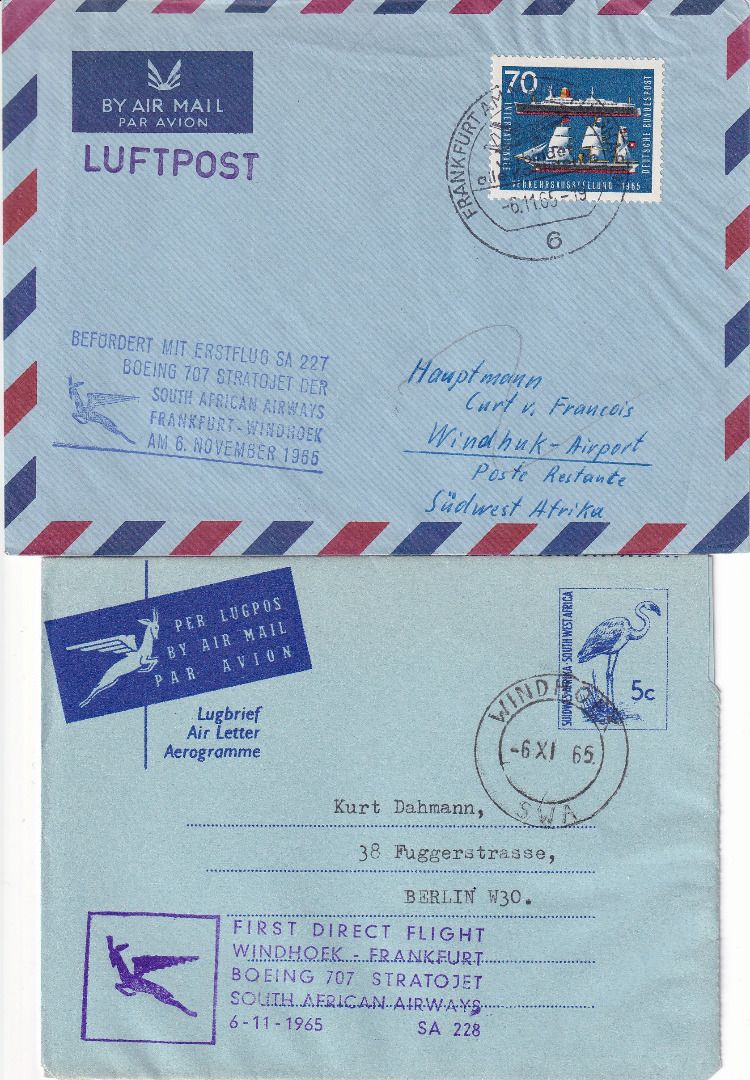 BY AIR MAIL
PAR AVION
LUFTPOST
70
INTERNATIONALE
VERKEHRSAUSSTELLUNG 1965
DEUTSCHE BUNDESPOST
FRANKFURT AM
-6.11.65-19
6
BEFÖRDERT MIT ERSTFLUG SA 227
BOEING 707 STRATOJET DER
SOUTH AFRICAN AIRWAYS
FRANKFURT-WINDHOEK
AM 6. NOVEMBER 1965
Hauptmann
Curt v. Francois
Windhuk-Airport
Poste Restante
Südwest Afrika
PER LUGPOS
BY AIR MAIL
PAR AVION
Lugbrief
Air Letter
Aerogramme
SUIDWES-AFRIKA·SOUTH WEST AFRICA
5c
WINDHOEK
-6 XI 65
SWA
Kurt Dahmann,
38 Fuggerstrasse,
BERLIN W30.
FIRST DIRECT FLIGHT
WINDHOEK - FRANKFURT
BOEING 707 STRATOJET
SOUTH AFRICAN AIRWAYS
6-11-1965 SA 228